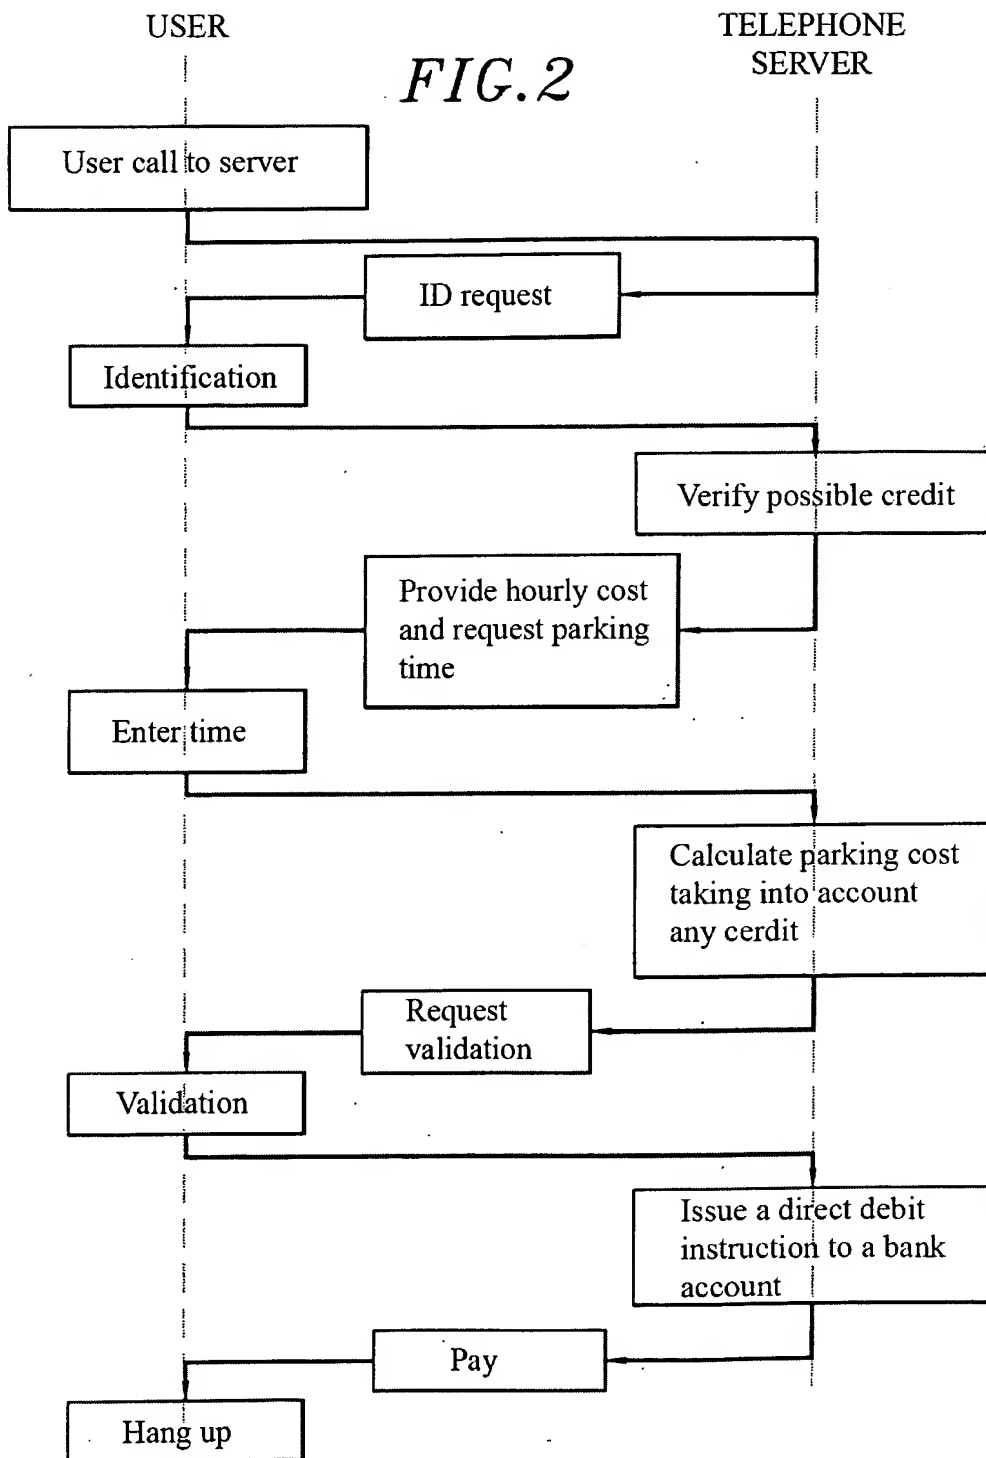 USER
TELEPHONE
SERVER
FIG.2
User call to server
ID request
Identification
Verify possible credit
Provide hourly cost
and request parking
time
Enter time
Calculate parking cost
taking into account
any cerdit
Request
validation
Validation
Issue a direct debit
instruction to a bank
account
Pay
Hang up